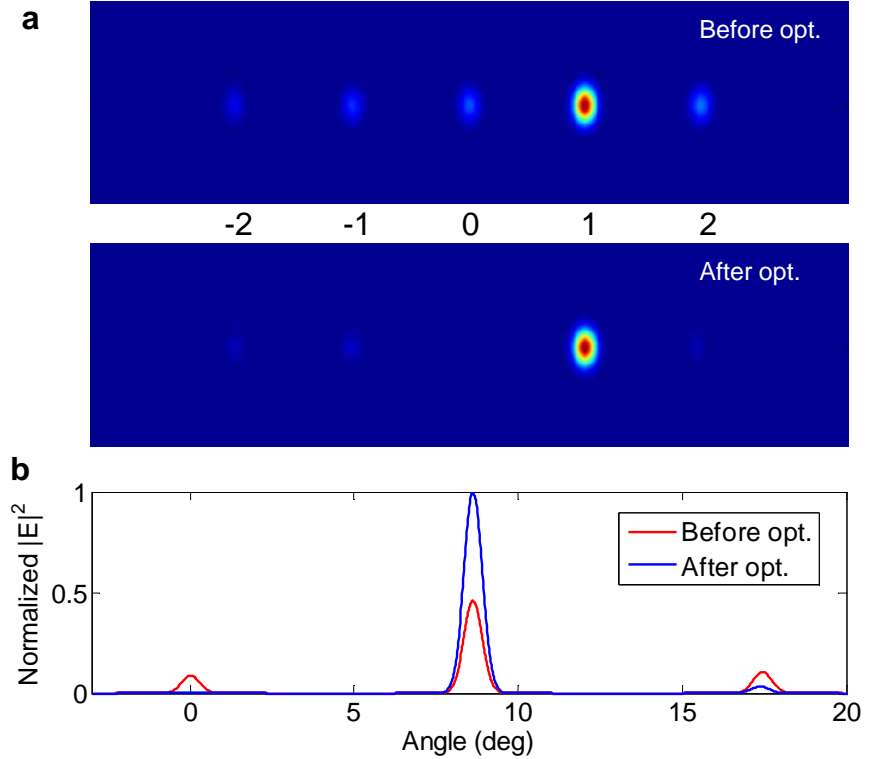 a
Before opt.
-2 -1 0 1 2
After opt.
b
Normalized |E|²
1
0.5
0
Before opt.
After opt.
0 5 10 15 20
Angle (deg)